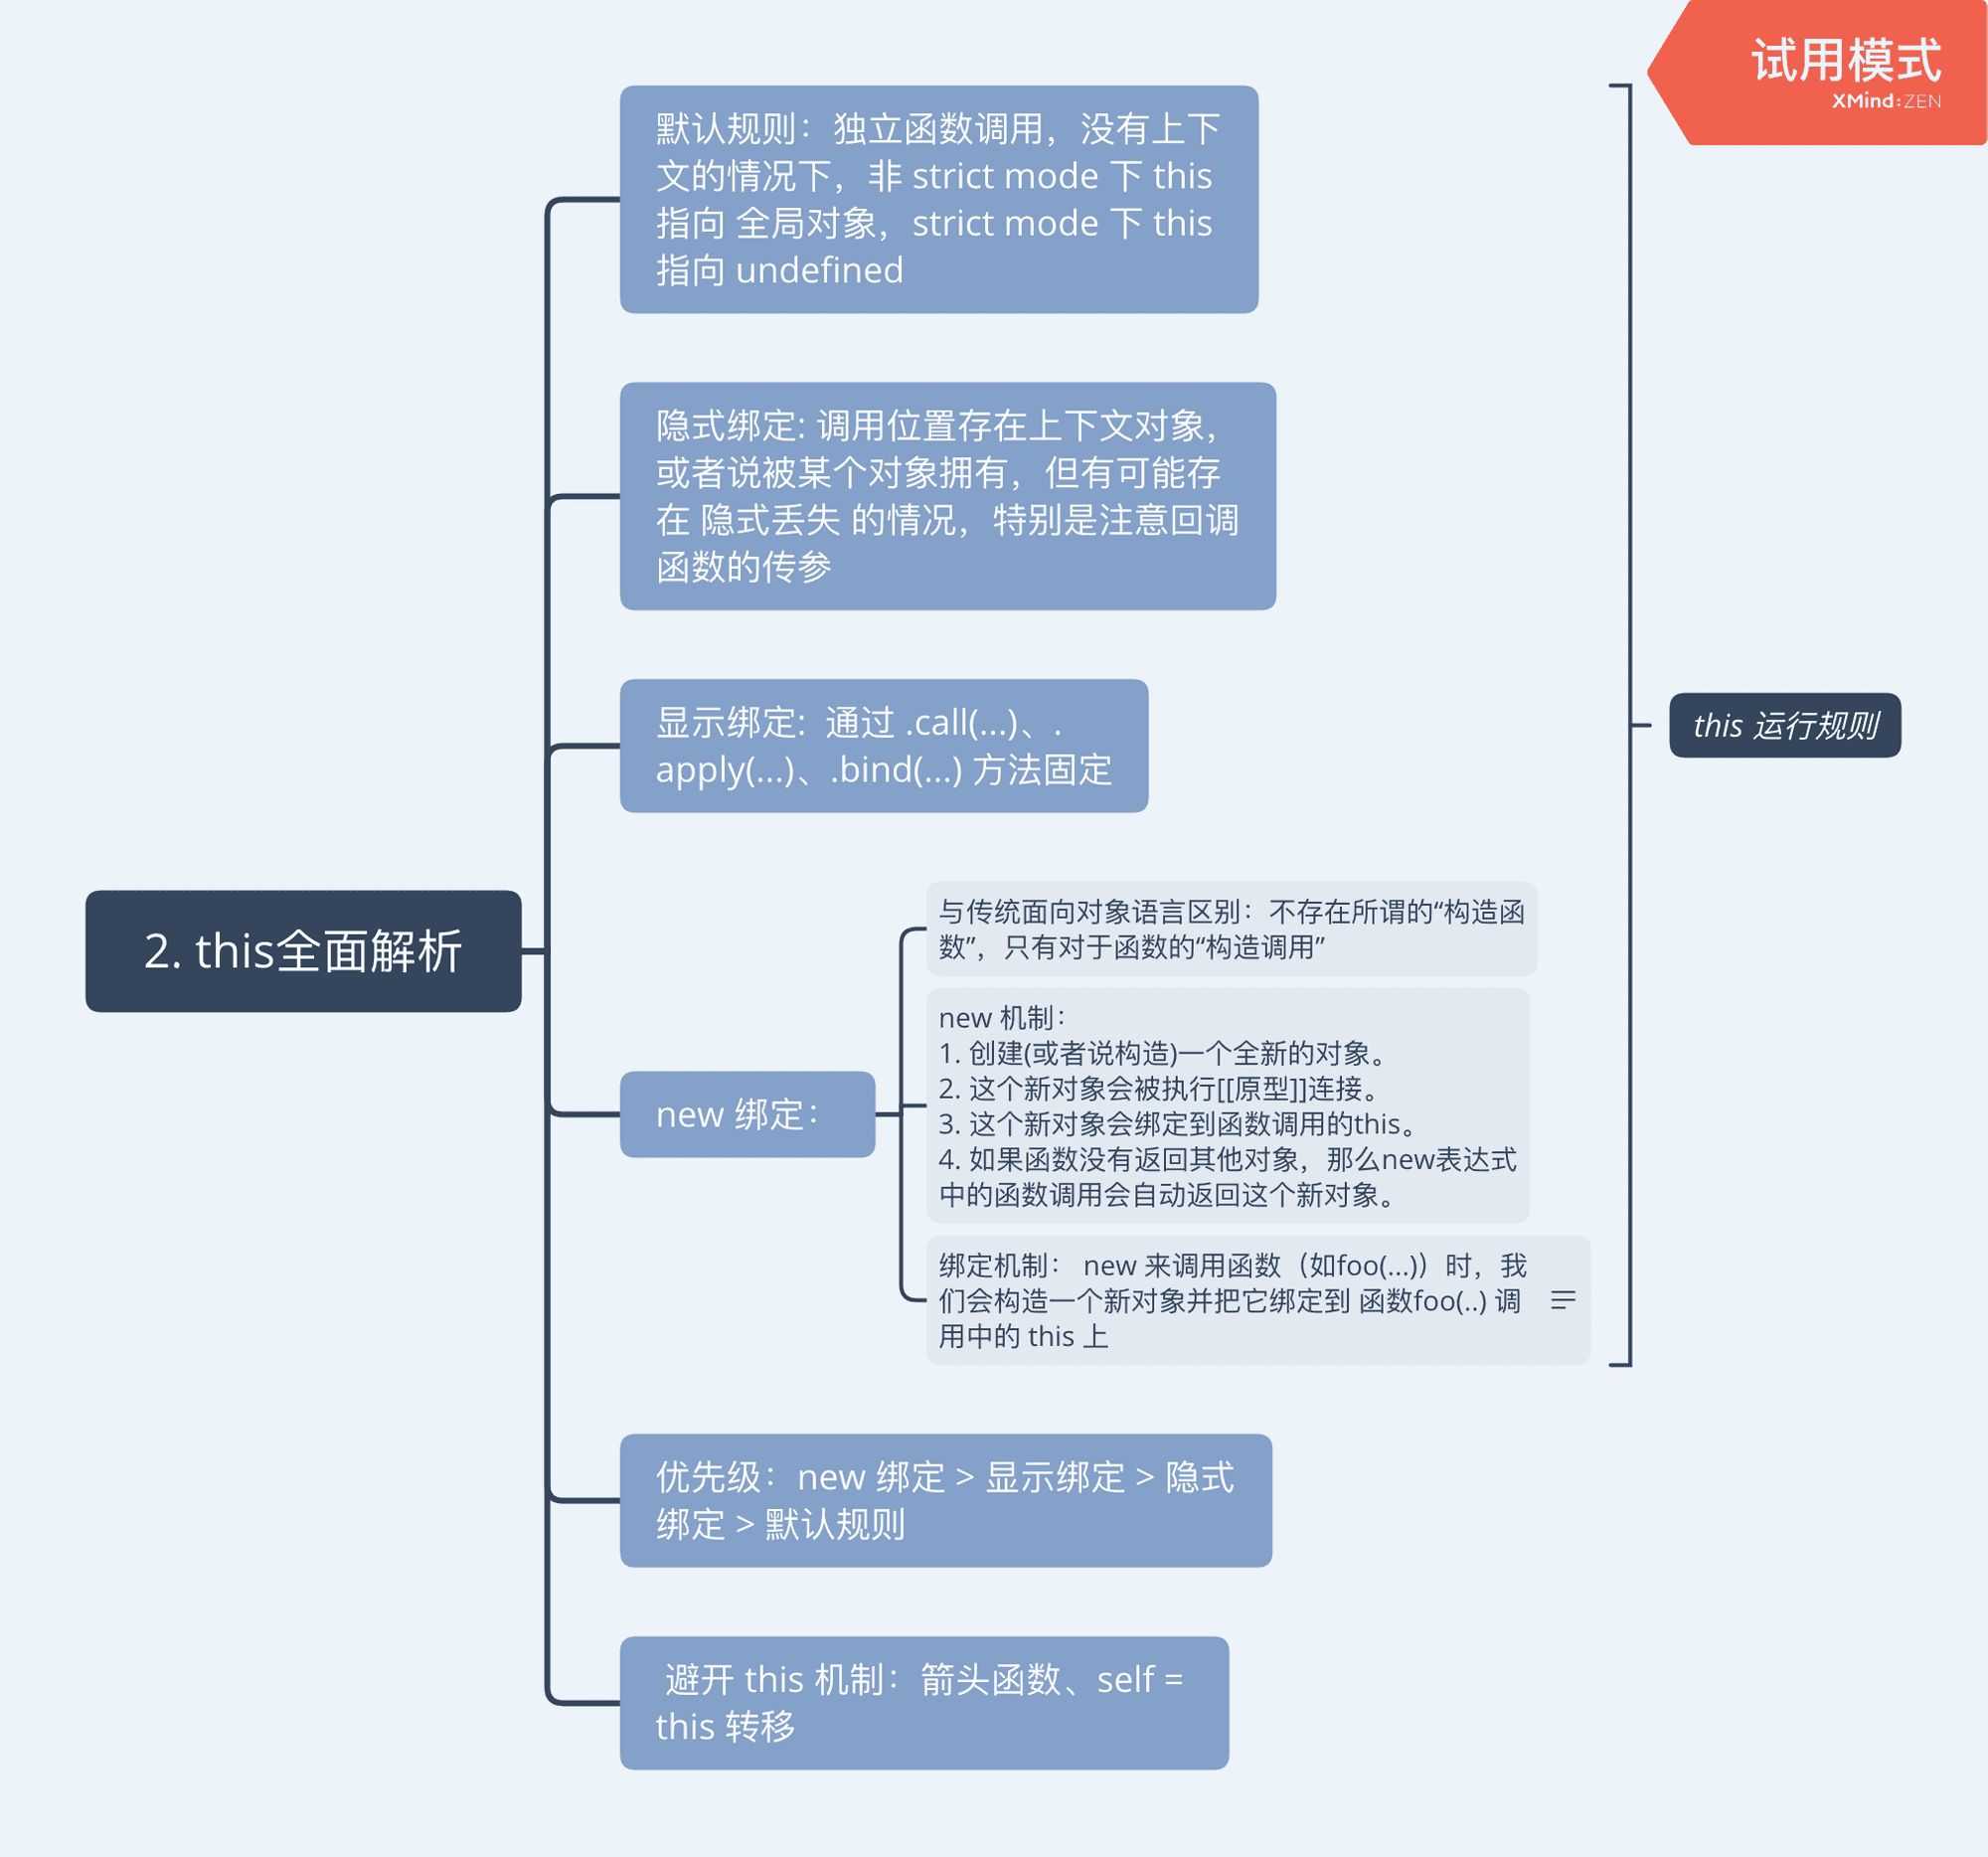 试用模式
XMind:ZEN
默认规则：独立函数调用，没有上下
文的情况下，非 strict mode 下 this
指向 全局对象，strict mode 下 this
指向 undefined
隐式绑定: 调用位置存在上下文对象，
或者说被某个对象拥有，但有可能存
在 隐式丢失 的情况，特别是注意回调
函数的传参
显示绑定：通过 .call(...)、.
apply(...)、.bind(...) 方法固定
this 运行规则
2. this全面解析
new 绑定：
与传统面向对象语言区别：不存在所谓的“构造函
数”，只有对于函数的“构造调用”
new 机制：
1. 创建(或者说构造)一个全新的对象。
2. 这个新对象会被执行[[原型]]连接。
3. 这个新对象会绑定到函数调用的this。
4. 如果函数没有返回其他对象，那么new表达式
中的函数调用会自动返回这个新对象。
绑定机制： new 来调用函数（如foo(...)）时，我
们会构造一个新对象并把它绑定到 函数foo(..) 调
用中的 this 上
优先级：new 绑定 > 显示绑定 > 隐式
绑定 > 默认规则
避开 this 机制：箭头函数、self =
this 转移